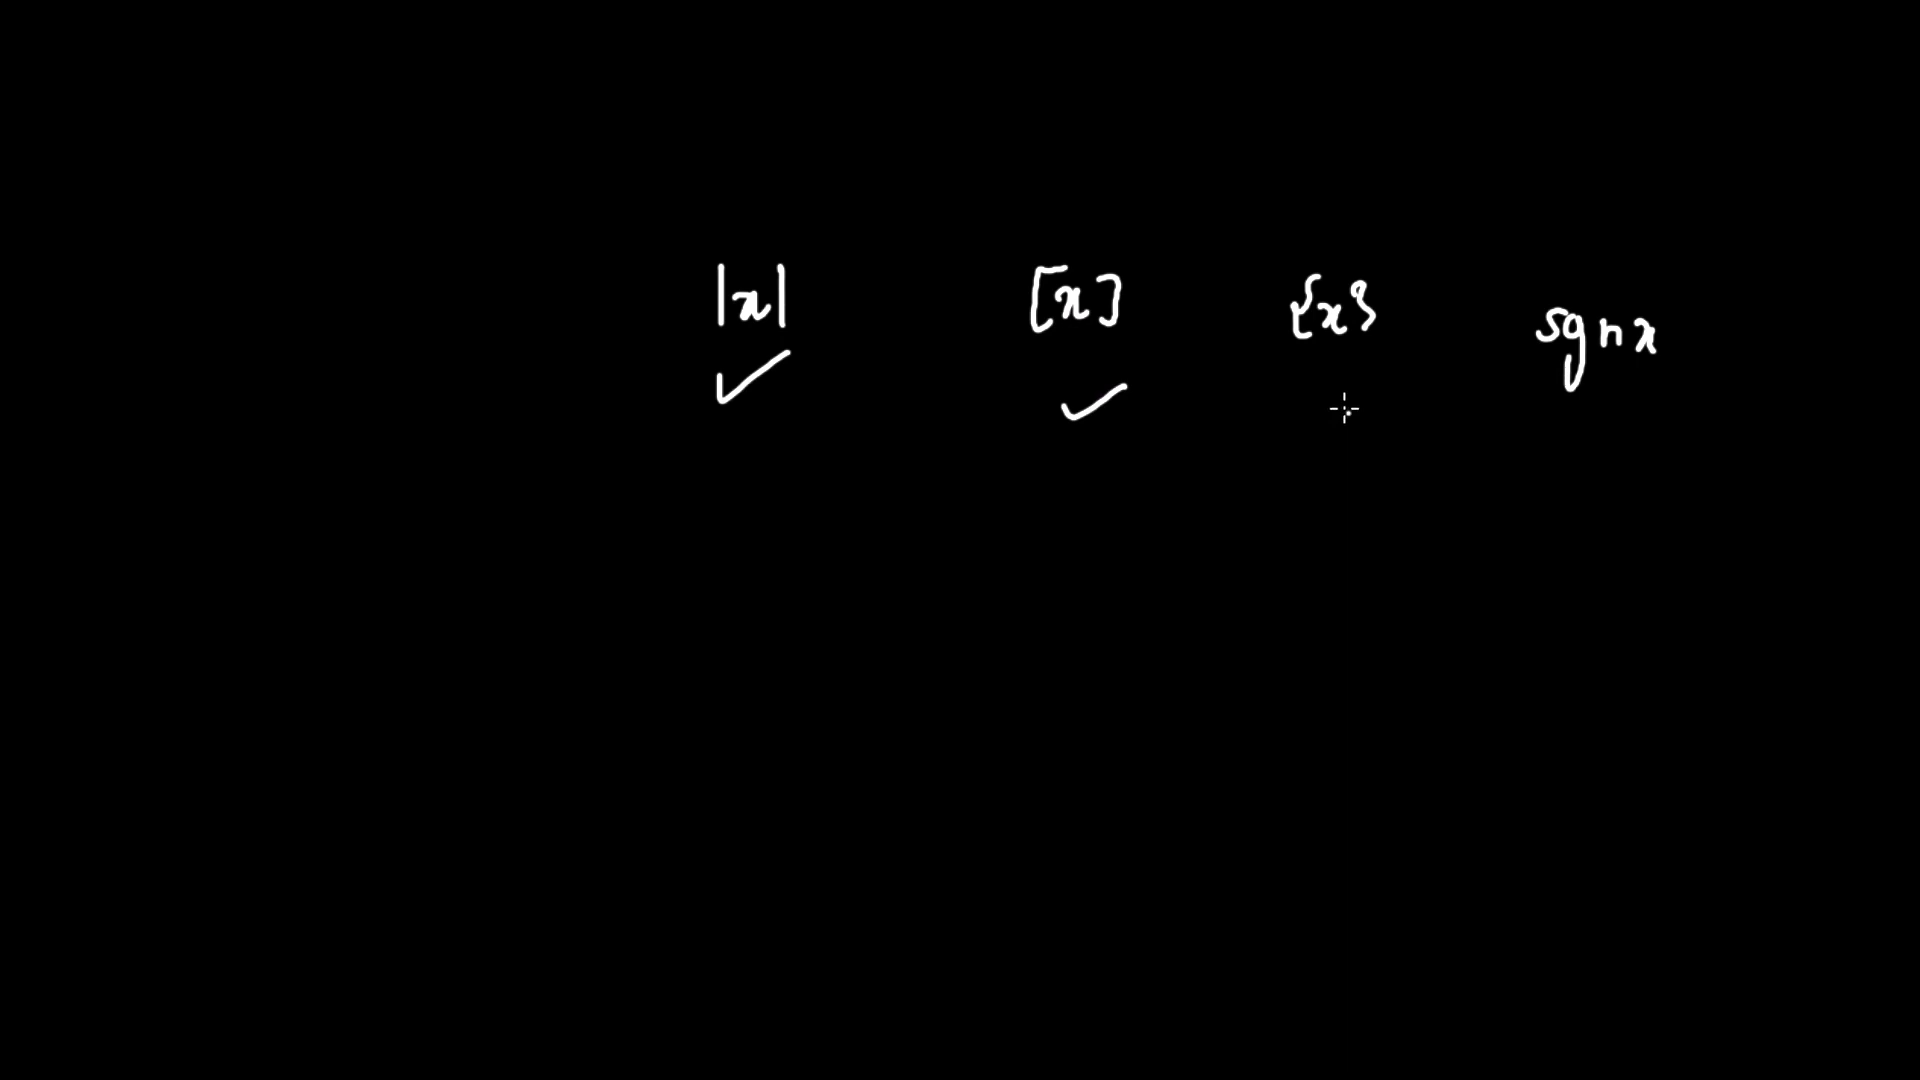 |x| [x] {x} sgn x
✓ ✓